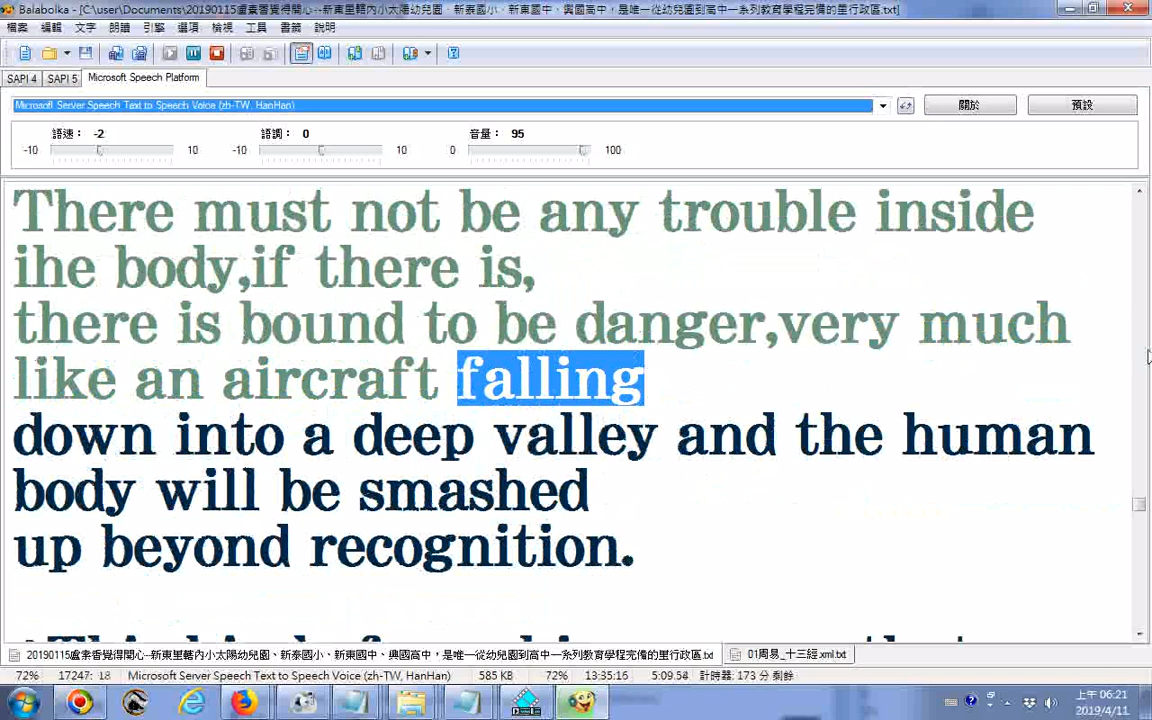 Balabolka - [C:\user\Documents\20190115盧素香覺得開心--新東里轄內小太陽幼兒園、新泰國小、新東國中、興國高中，是唯一從幼兒園到高中一系列教育學程完備的里行政區.txt]
檔案 編輯 文字 朗讀 引擎 選項 檢視 工具 書籤 說明
SAPI 4 SAPI 5 Microsoft Speech Platform
Microsoft Server Speech Text to Speech Voice (zh-TW, HanHan) 關於 預設
語速： -2 語調： 0 音量： 95
-10 10 -10 10 0 100
There must not be any trouble inside
ihe body,if there is,
there is bound to be danger,very much
like an aircraft falling
down into a deep valley and the human
body will be smashed
up beyond recognition.
20190115盧素香覺得開心--新東里轄內小太陽幼兒園、新泰國小、新東國中、興國高中，是唯一從幼兒園到高中一系列教育學程完備的里行政區.txt 01周易_十三經.xml.txt
72% 17247: 18 Microsoft Server Speech Text to Speech Voice (zh-TW, HanHan) 585 KB 72% 13:35:16 5:09.54 計時器: 173 分 剩餘
上午 06:21
2019/4/11